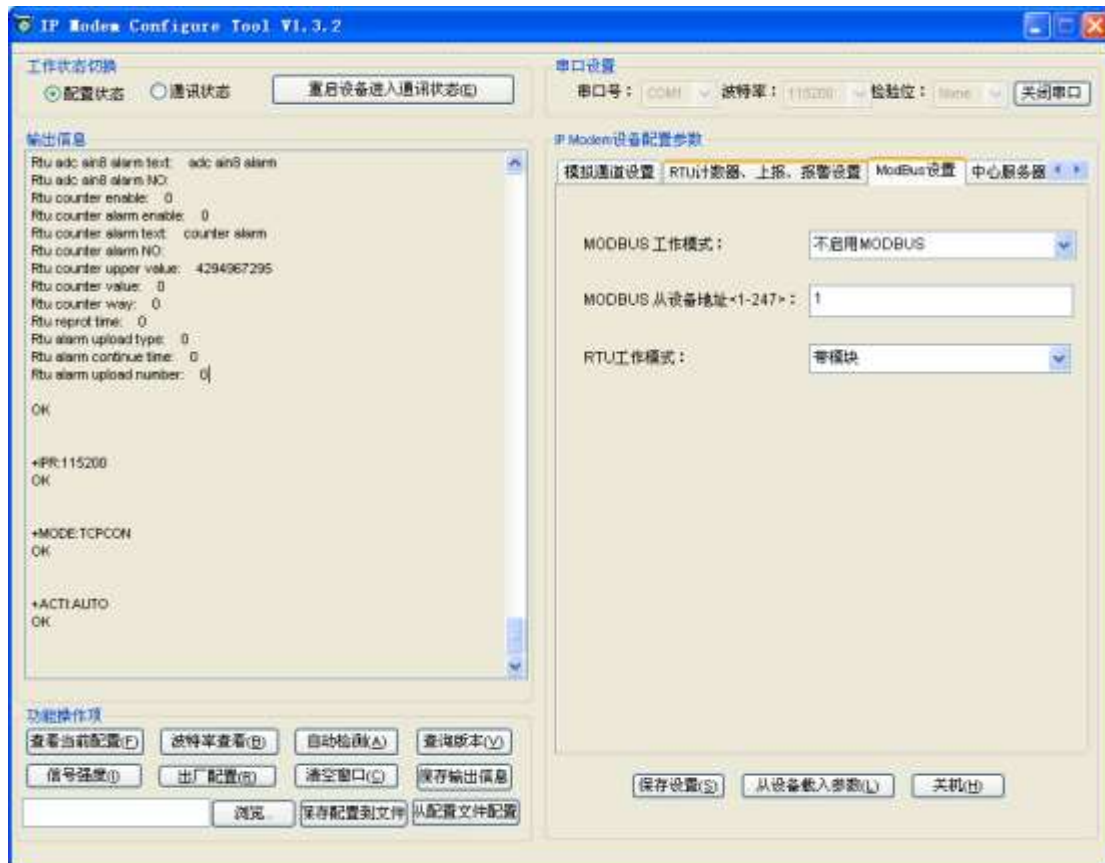 IP Modem Configure Tool V1.3.2
工作状态切换
配置状态 通讯状态 重启设备进入通讯状态(E)
串口设置
串口号： COM1 波特率： 115200 检验位： None 关闭串口
输出信息
Rtu adc ain8 alarm text: adc ain8 alarm
Rtu adc ain8 alarm NO:
Rtu counter enable: 0
Rtu counter alarm enable: 0
Rtu counter alarm text: counter alarm
Rtu counter alarm NO:
Rtu counter upper value: 4294967295
Rtu counter value: 0
Rtu counter way: 0
Rtu reprot time: 0
Rtu alarm upload type: 0
Rtu alarm continue time: 0
Rtu alarm upload number: 0
OK
+IPR:115200
OK
+MODE:TCPCON
OK
+ACTI:AUTO
OK
IP Modem设备配置参数
模拟通道设置 RTU计数器、上报、报警设置 ModBus设置 中心服务器
MODBUS 工作模式： 不启用MODBUS
MODBUS 从设备地址<1-247>： 1
RTU工作模式： 带模块
功能操作项
查看当前配置(F) 波特率查看(B) 自动检测(A) 查询版本(V)
信号强度(I) 出厂配置(R) 清空窗口(C) 保存输出信息
浏览 保存配置到文件 从配置文件配置
保存设置(S) 从设备载入参数(L) 关机(H)